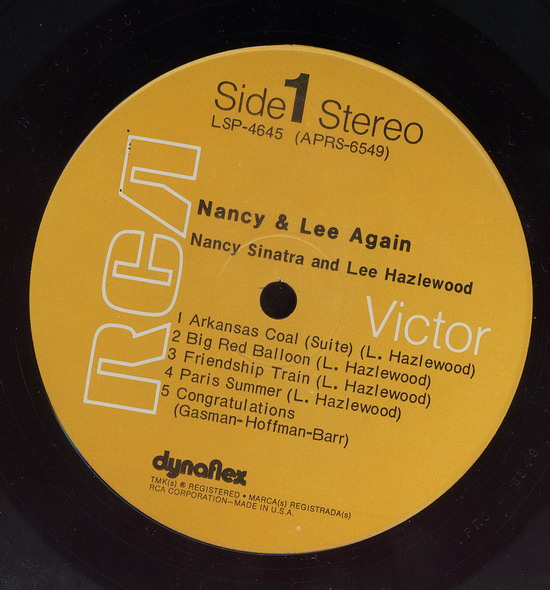 Side 1 Stereo
LSP-4645 (APRS-6549)
RCA
Nancy & Lee Again
Nancy Sinatra and Lee Hazlewood
Victor
1 Arkansas Coal (Suite) (L. Hazlewood)
2 Big Red Balloon (L. Hazlewood)
3 Friendship Train (L. Hazlewood)
4 Paris Summer (L. Hazlewood)
5 Congratulations
(Gasman-Hoffman-Barr)
dynaflex
TMK(s) ® REGISTERED • MARCA(s) REGISTRADA(s)
RCA CORPORATION—MADE IN U.S.A.